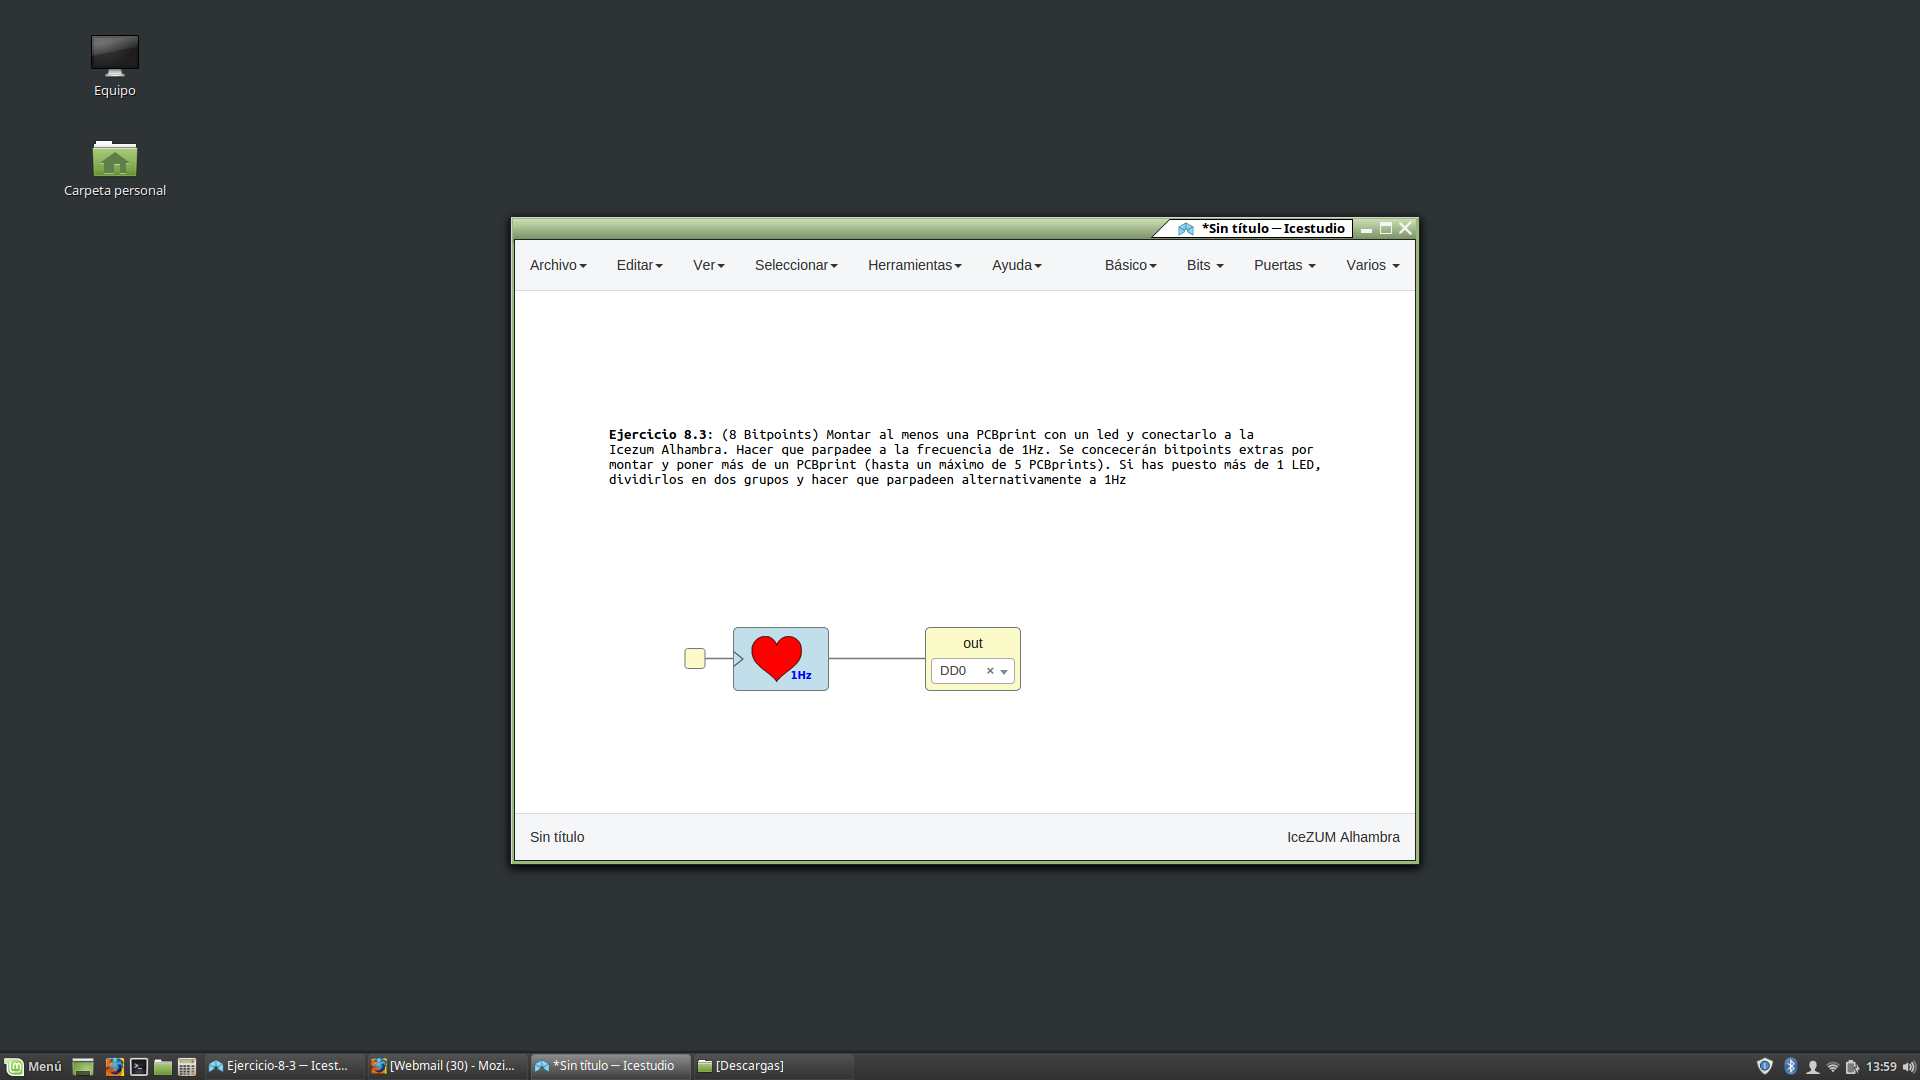 Equipo
Carpeta personal
*Sin título — Icestudio
Archivo Editar Ver Seleccionar Herramientas Ayuda Básico Bits Puertas Varios
Ejercicio 8.3: (8 Bitpoints) Montar al menos una PCBprint con un led y conectarlo a la
Icezum Alhambra. Hacer que parpadee a la frecuencia de 1Hz. Se concecerán bitpoints extras por
montar y poner más de un PCBprint (hasta un máximo de 5 PCBprints). Si has puesto más de 1 LED,
dividirlos en dos grupos y hacer que parpadeen alternativamente a 1Hz
1Hz
out
DD0
Sin título IceZUM Alhambra
Menú Ejercicio-8-3 — Icest... [Webmail (30) - Mozi... *Sin título — Icestudio [Descargas] 13:59